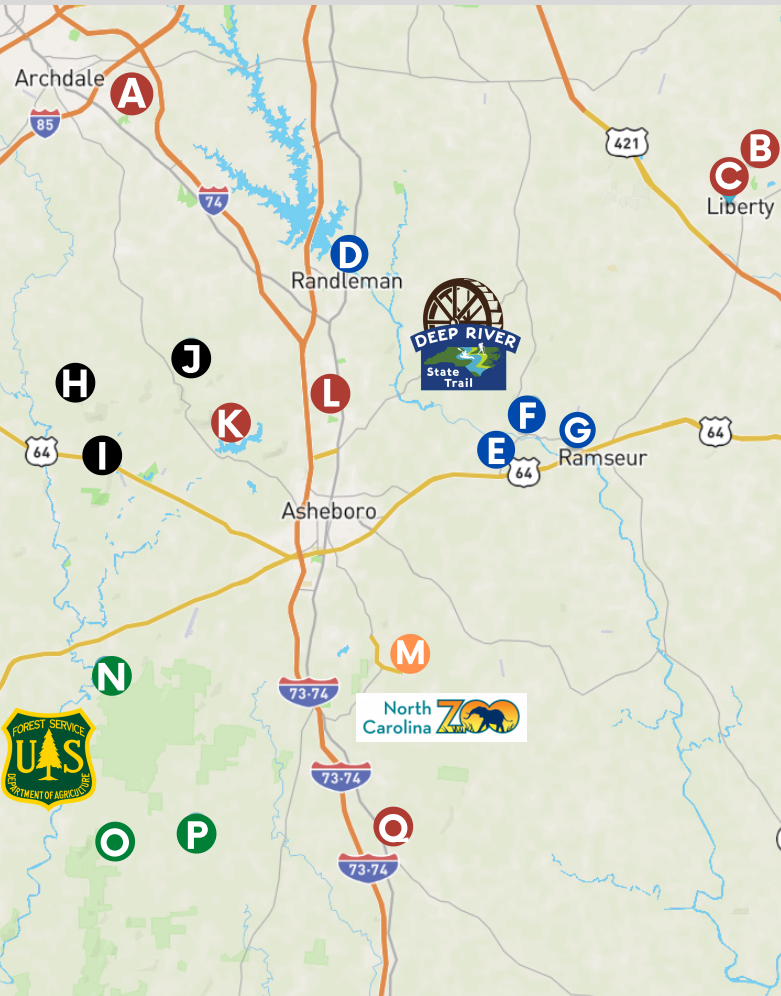 Archdale
A
85
421
B
C
Liberty
74
D
Randleman
DEEP RIVER
State
Trail
J
H
L
K
F
G
64
64
I
E
Ramseur
64
Asheboro
M
N
73-74
North
Carolina ZOO
FOREST SERVICE
U S
DEPARTMENT OF AGRICULTURE
73-74
O
P
Q
73-74